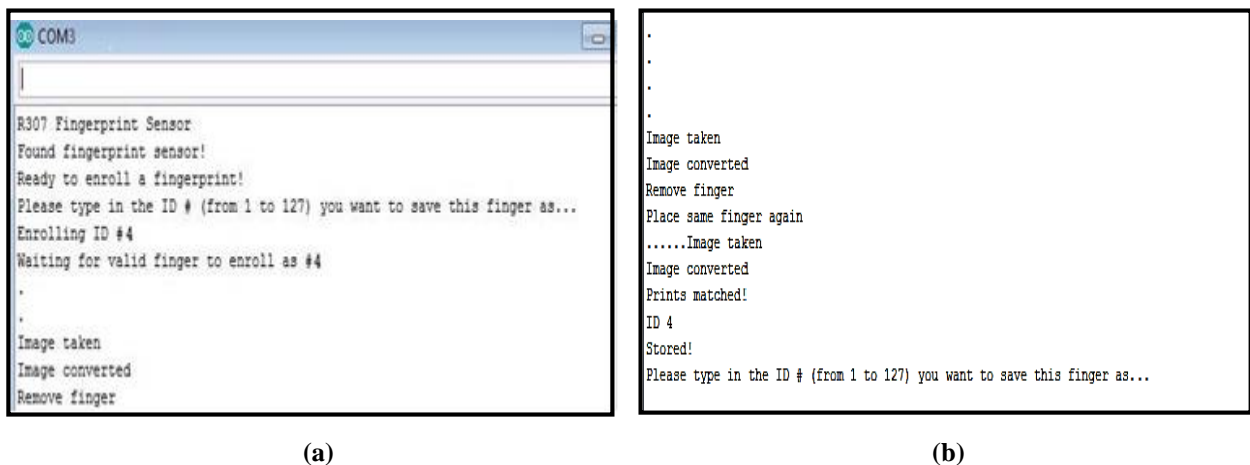 COM3
R307 Fingerprint Sensor
Found fingerprint sensor!
Ready to enroll a fingerprint!
Please type in the ID # (from 1 to 127) you want to save this finger as...
Enrolling ID #4
Waiting for valid finger to enroll as #4
.
.
Image taken
Image converted
Remove finger
(a)
.
.
.
.
Image taken
Image converted
Remove finger
Place same finger again
......Image taken
Image converted
Prints matched!
ID 4
Stored!
Please type in the ID # (from 1 to 127) you want to save this finger as...
(b)